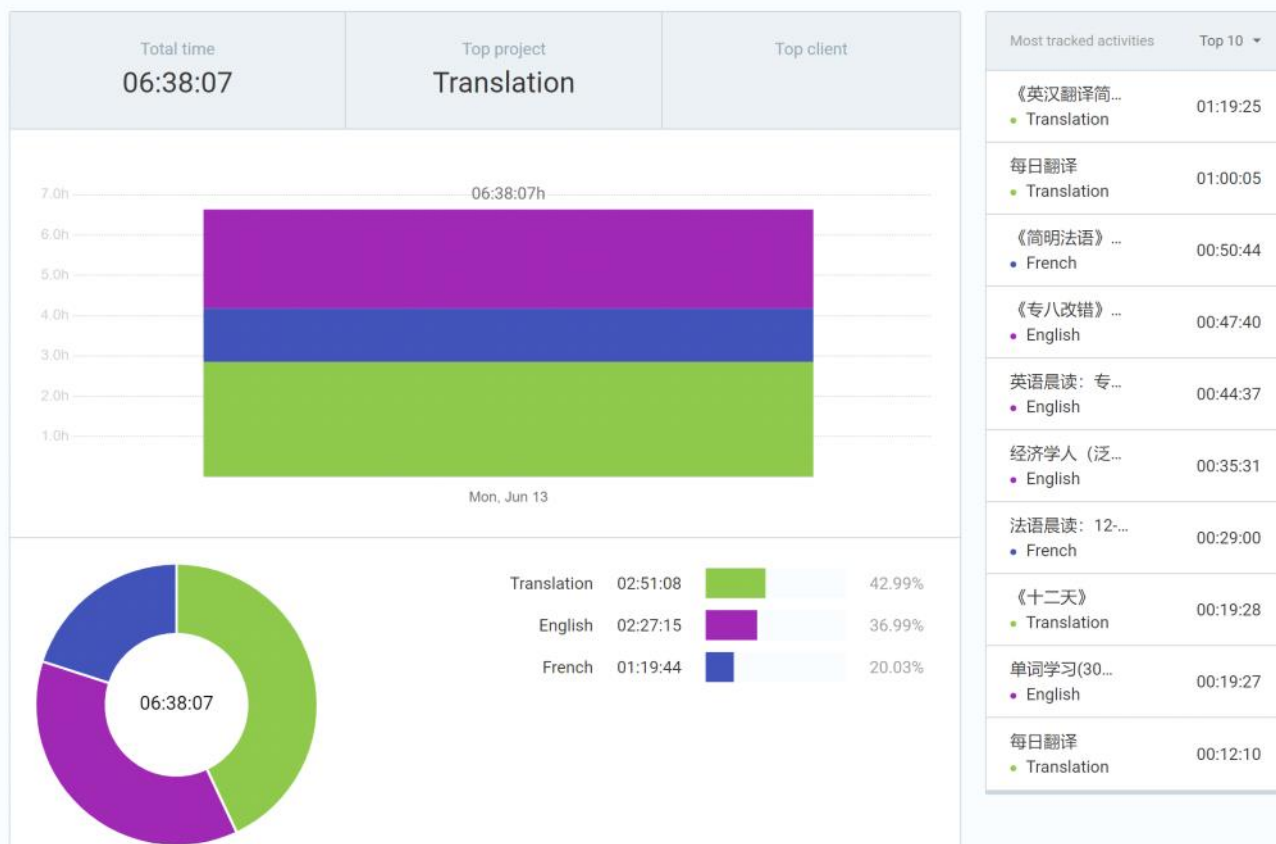 Total time
06:38:07
Top project
Translation
Top client
7.0h
6.0h
5.0h
4.0h
3.0h
2.0h
1.0h
06:38:07h
Mon, Jun 13
06:38:07
Translation 02:51:08 42.99%
English 02:27:15 36.99%
French 01:19:44 20.03%
Most tracked activities Top 10
《英汉翻译简...
Translation
01:19:25
每日翻译
Translation
01:00:05
《简明法语》...
French
00:50:44
《专八改错》...
English
00:47:40
英语晨读：专...
English
00:44:37
经济学人（泛...
English
00:35:31
法语晨读：12-...
French
00:29:00
《十二天》
Translation
00:19:28
单词学习(30...
English
00:19:27
每日翻译
Translation
00:12:10